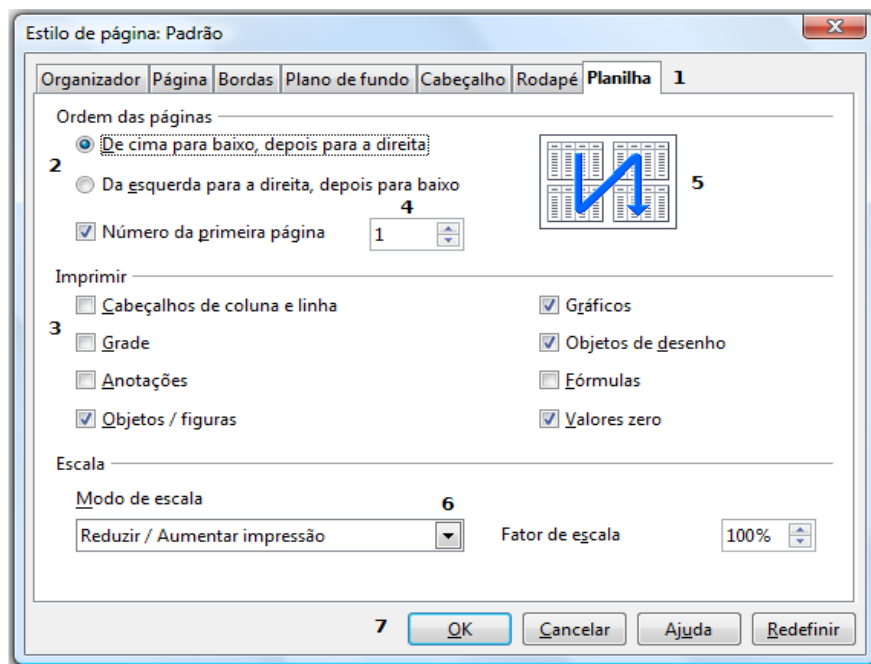 Estilo de página: Padrão
Organizador Página Bordas Plano de fundo Cabeçalho Rodapé Planilha 1
Ordem das páginas
De cima para baixo, depois para a direita
2
Da esquerda para a direita, depois para baixo
5
4
Número da primeira página 1
Imprimir
Cabeçalhos de coluna e linha Gráficos
3
Grade Objetos de desenho
Anotações Fórmulas
Objetos / figuras Valores zero
Escala
Modo de escala 6
Reduzir / Aumentar impressão Fator de escala 100%
7 OK Cancelar Ajuda Redefinir